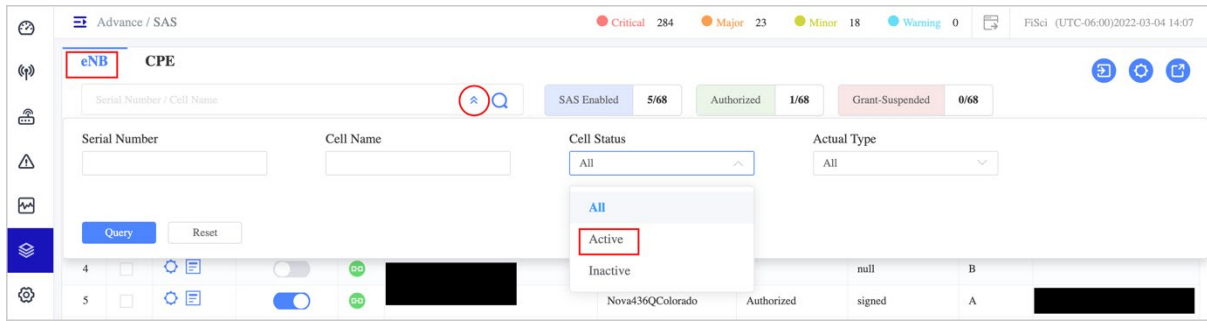 Advance / SAS
Critical 284 Major 23 Minor 18 Warning 0 FiSci (UTC-06:00)2022-03-04 14:07
eNB CPE
Serial Number / Cell Name SAS Enabled 5/68 Authorized 1/68 Grant-Suspended 0/68
Serial Number Cell Name Cell Status Actual Type
All All
All
Query Reset
Active
Inactive
4 null B
5 Nova436QColorado Authorized signed A